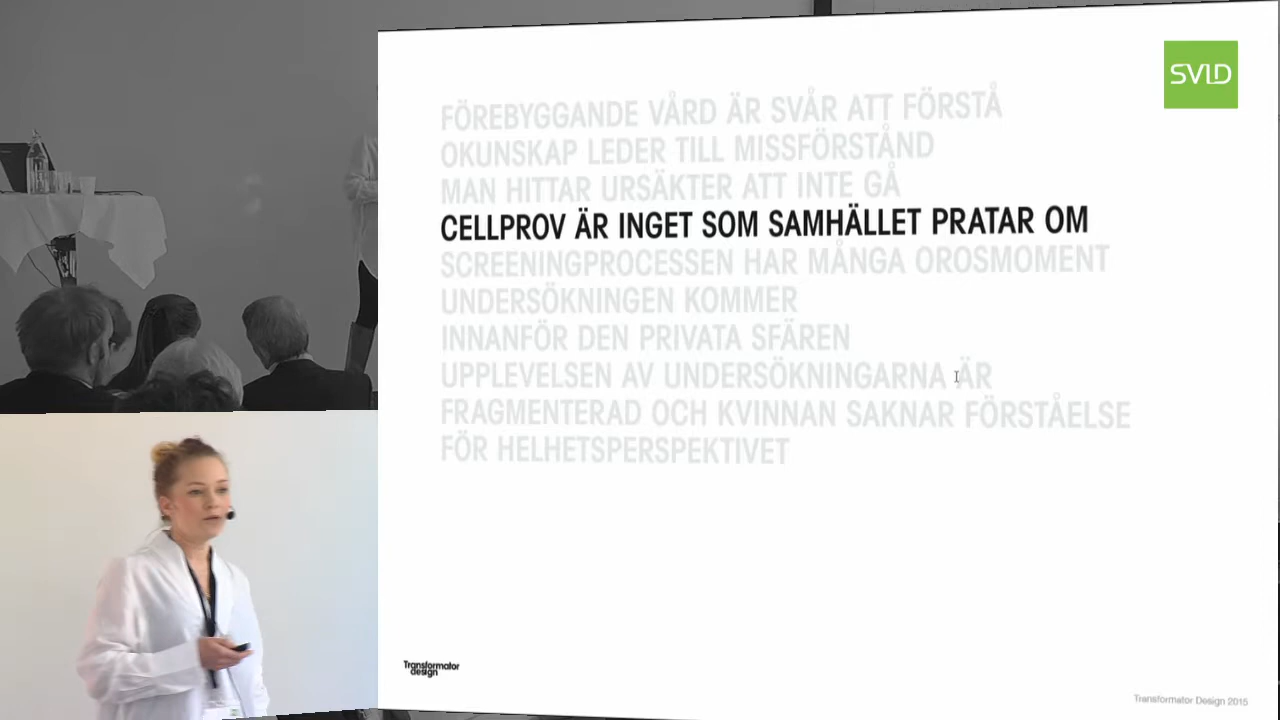 SVID
FÖREBYGGANDE VÅRD ÄR SVÅR ATT FÖRSTÅ
OKUNSKAP LEDER TILL MISSFÖRSTÅND
MAN HITTAR URSÄKTER ATT INTE GÅ
CELLPROV ÄR INGET SOM SAMHÄLLET PRATAR OM
SCREENINGPROCESSEN HAR MÅNGA OROSMOMENT
UNDERSÖKNINGEN KOMMER
INNANFÖR DEN PRIVATA SFÄREN
UPPLEVELSEN AV UNDERSÖKNINGARNA ÄR
FRAGMENTERAD OCH KVINNAN SAKNAR FÖRSTÅELSE
FÖR HELHETSPERSPEKTIVET
Transformator
design
Transformator Design 2015